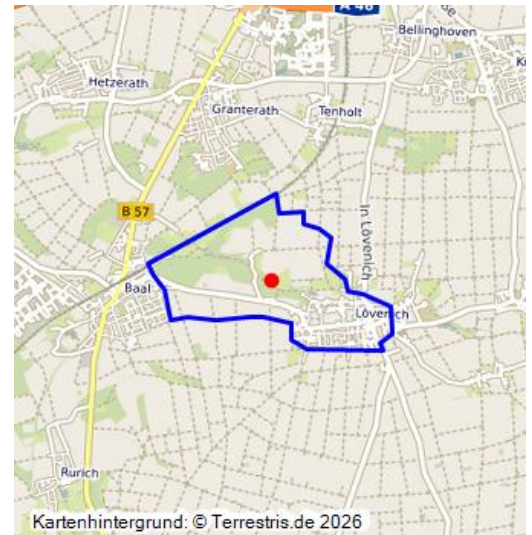 A 46
Bellinghoven
Hetzerath
Granterath
Tenholt
B 57
In Lövenich
Baal
Lövenich
Rurich
Kartenhintergrund: © Terrestris.de 2026